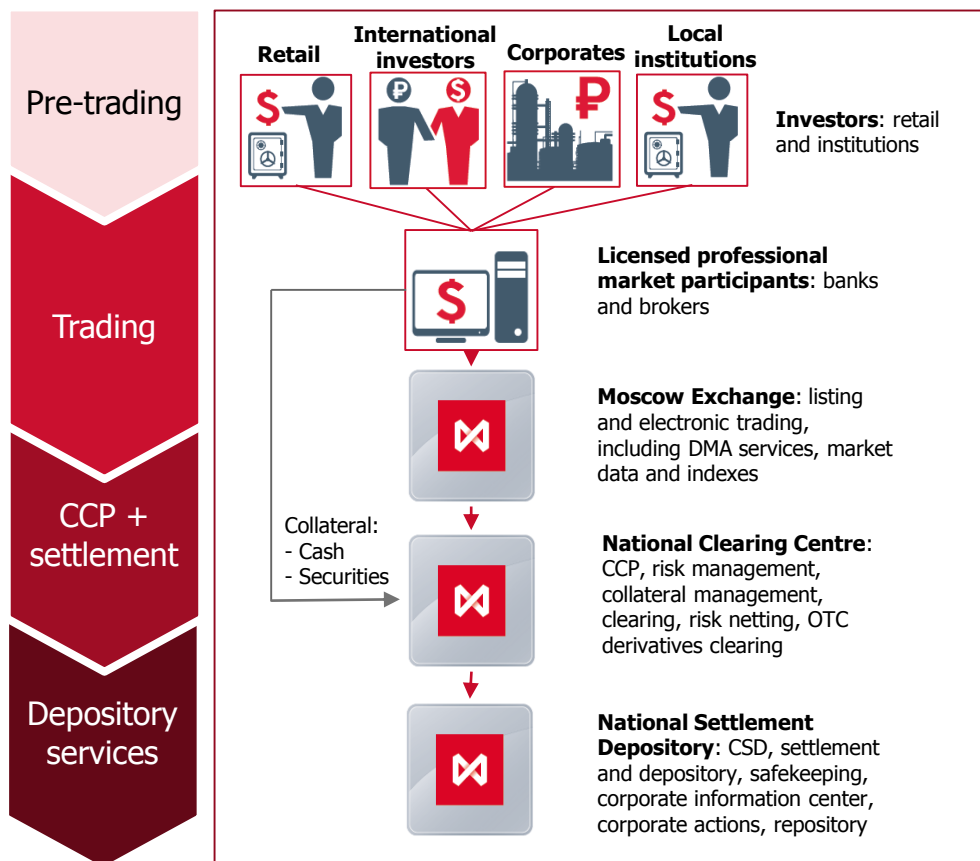 Pre-trading
Trading
CCP +
settlement
Depository
services
Retail
International
investors
Corporates
Local
institutions
$
₽
$
₽
$
Investors: retail
and institutions
$
Licensed professional
market participants: banks
and brokers
Moscow Exchange: listing
and electronic trading,
including DMA services, market
data and indexes
Collateral:
- Cash
- Securities
National Clearing Centre:
CCP, risk management,
collateral management,
clearing, risk netting, OTC
derivatives clearing
National Settlement
Depository: CSD, settlement
and depository, safekeeping,
corporate information center,
corporate actions, repository